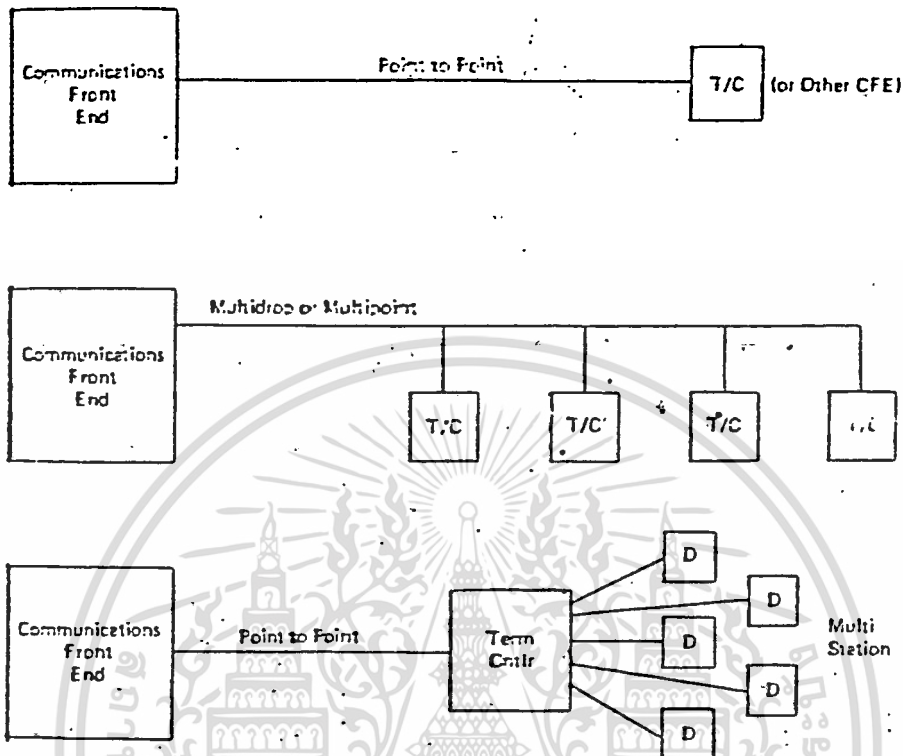 Communications
Front
End
Point to Point
T/C
(or Other CFE)
Communications
Front
End
Multidrop or Multipoint
T/C
T/C
T/C
Communications
Front
End
Point to Point
Term
Cntlr
D
D
D
D
D
Multi
Station